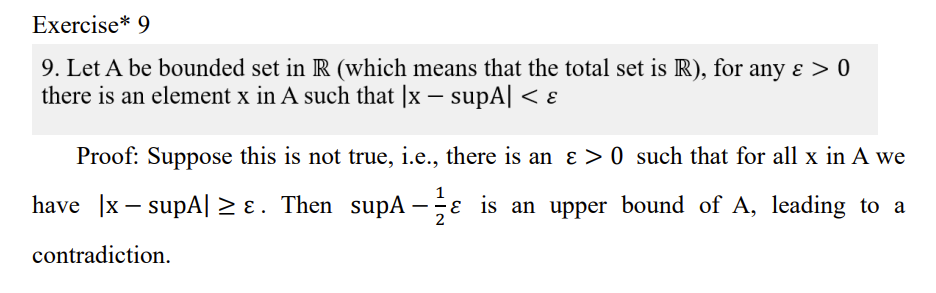 Exercise* 9
9. Let A be bounded set in ℝ (which means that the total set is ℝ), for any ε > 0
there is an element x in A such that |x − supA| < ε
Proof: Suppose this is not true, i.e., there is an ε > 0 such that for all x in A we
have |x − supA| ≥ ε. Then supA − \frac{1}{2}ε is an upper bound of A, leading to a
contradiction.